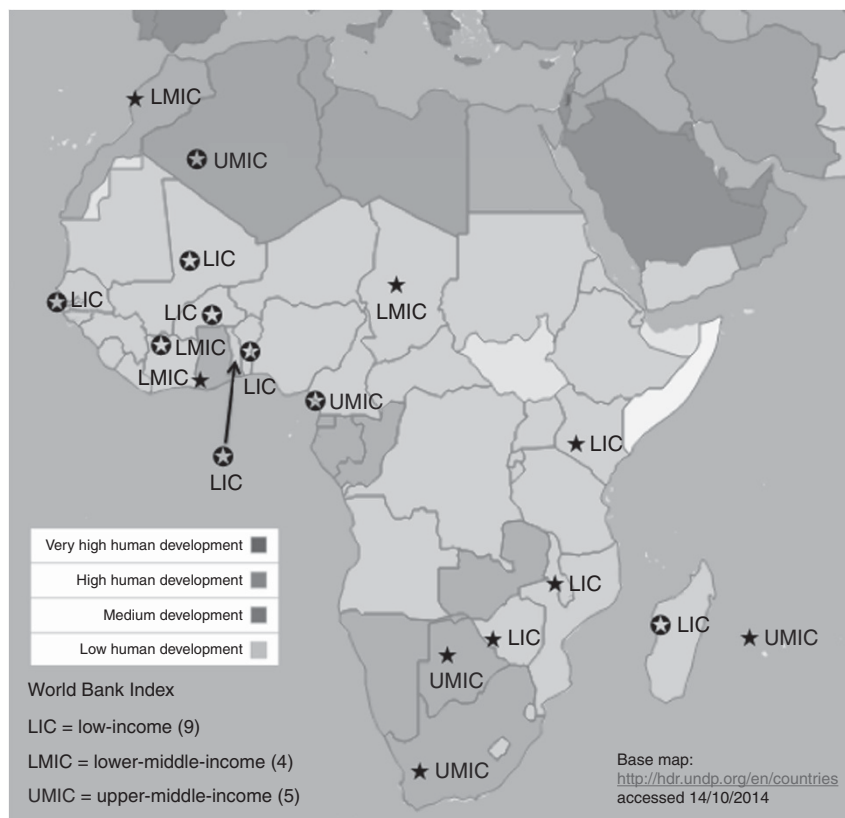 LMIC
UMIC
LIC
LIC
LIC
LMIC
LMIC
LMIC
LIC
UMIC
LIC
LIC
LIC
LIC
LIC
UMIC
UMIC
UMIC
Very high human development
High human development
Medium development
Low human development
World Bank Index
LIC = low-income (9)
LMIC = lower-middle-income (4)
UMIC = upper-middle-income (5)
Base map:
http://hdr.undp.org/en/countries
accessed 14/10/2014